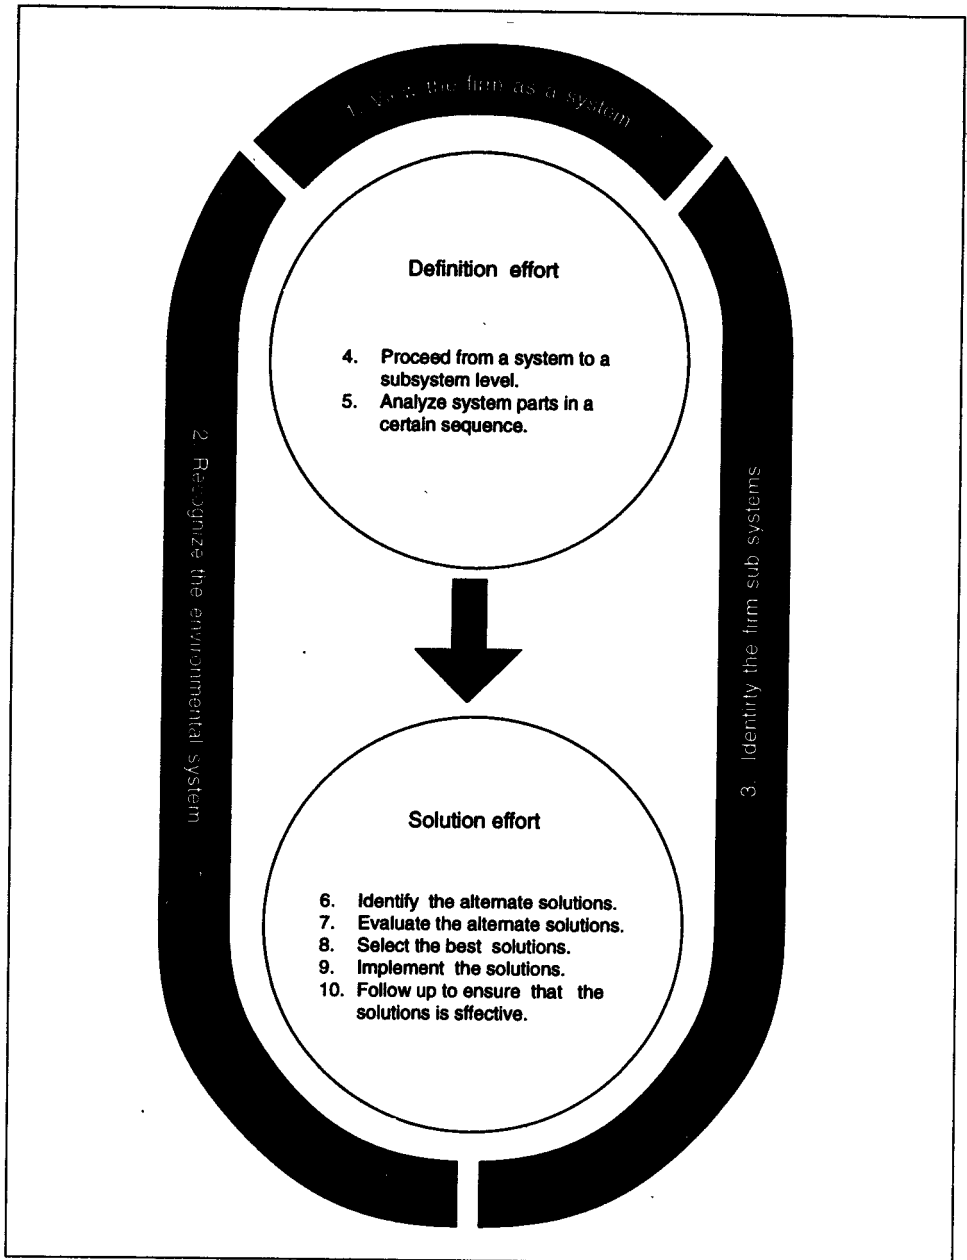 1. View the firm as a system
2. Recognize the environmental system
3. Identirty the firm sub systems
Definition effort
4. Proceed from a system to a
subsystem level.
5. Analyze system parts in a
certain sequence.
Solution effort
6. Identify the alternate solutions.
7. Evaluate the alternate solutions.
8. Select the best solutions.
9. Implement the solutions.
10. Follow up to ensure that the
solutions is sffective.